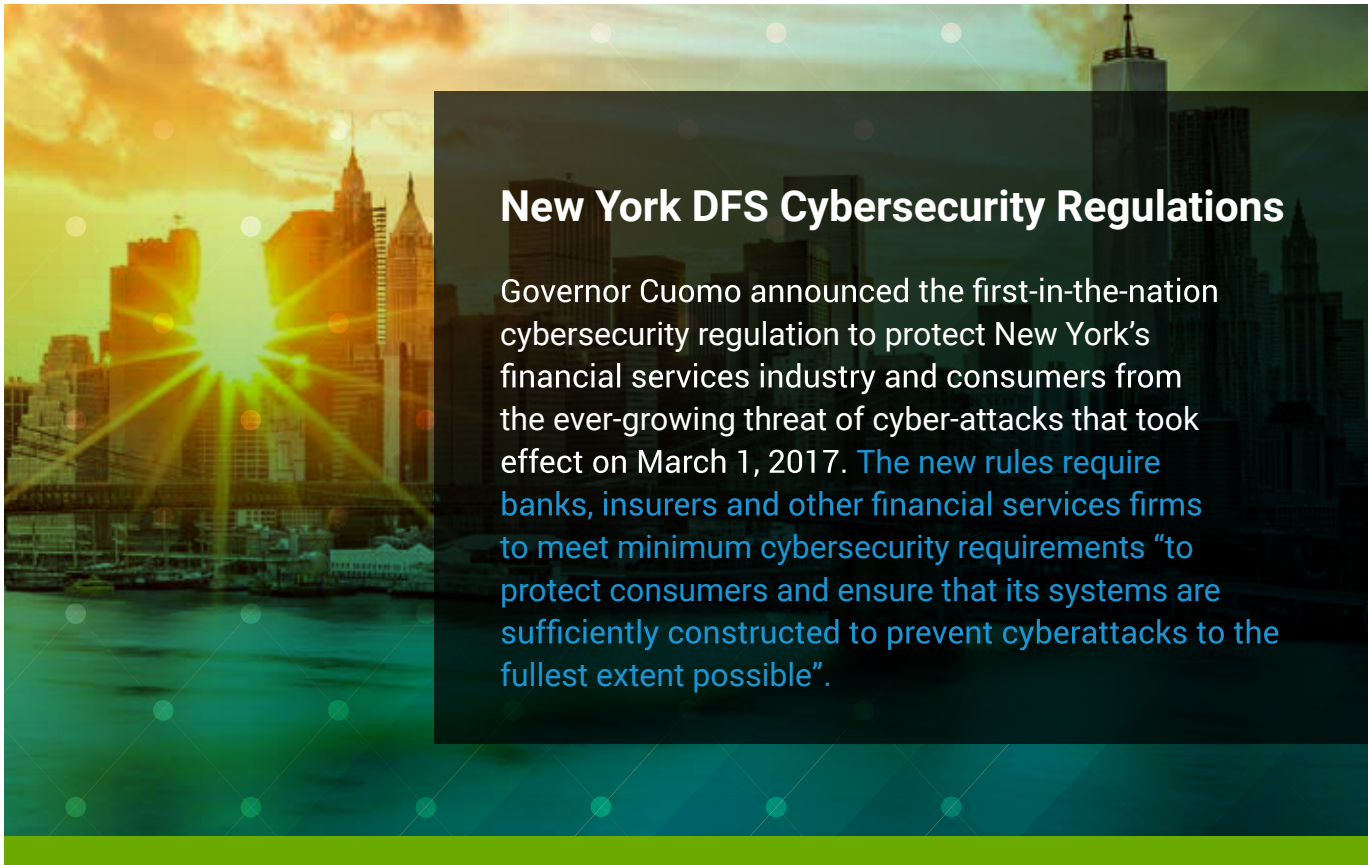 New York DFS Cybersecurity Regulations
Governor Cuomo announced the first-in-the-nation
cybersecurity regulation to protect New York’s
financial services industry and consumers from
the ever-growing threat of cyber-attacks that took
effect on March 1, 2017. The new rules require
banks, insurers and other financial services firms
to meet minimum cybersecurity requirements “to
protect consumers and ensure that its systems are
sufficiently constructed to prevent cyberattacks to the
fullest extent possible”.